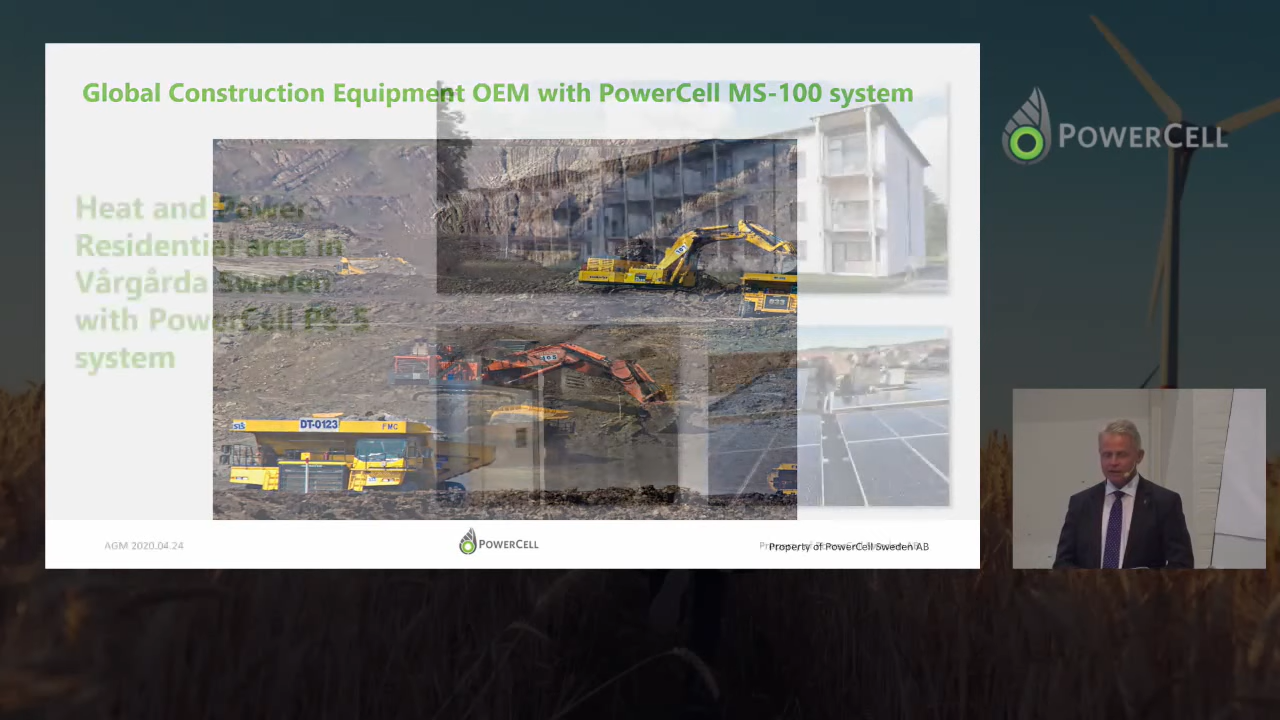 Global Construction Equipment OEM with PowerCell MS-100 system
POWERCELL
Heat and Power
Residential area in
Vårgårda Sweden
with PowerCell PS-5
system
DT-0123
FMC
AGM 2020.04.24
POWERCELL
Property of PowerCell Sweden AB